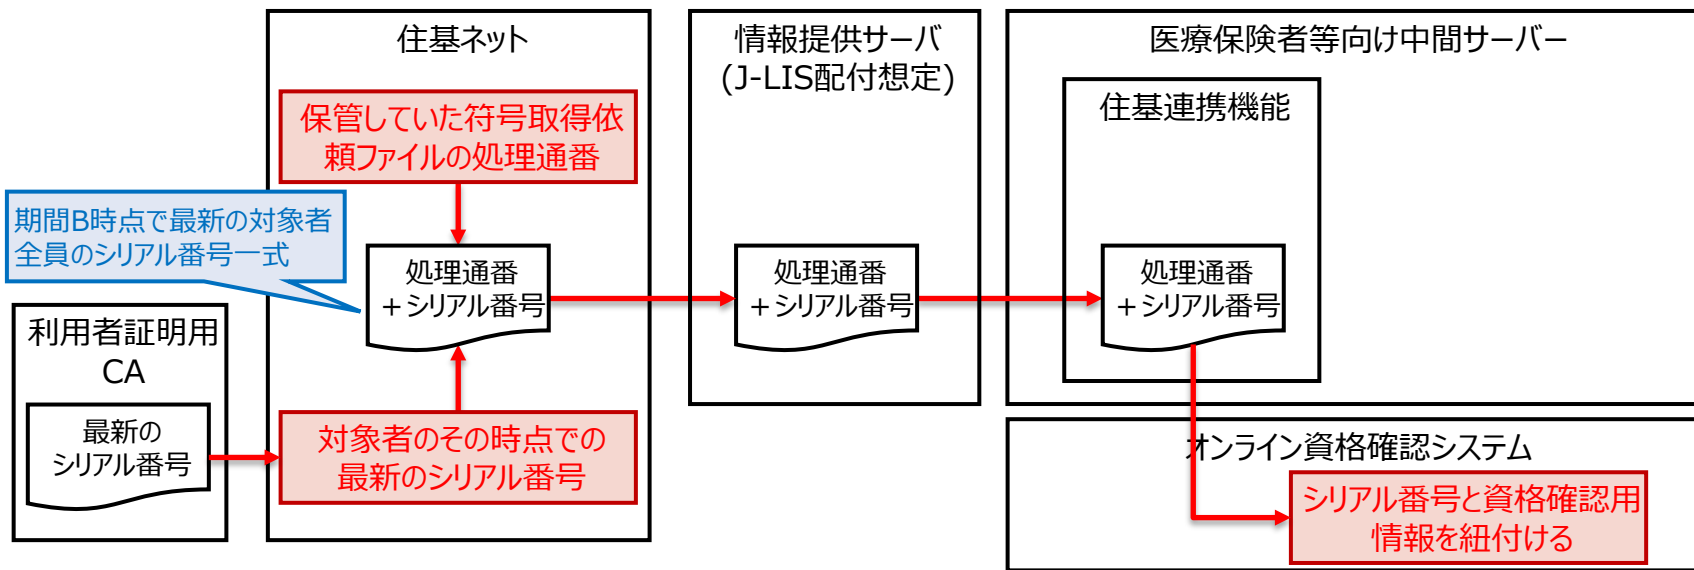 住基ネット
情報提供サーバ
(J-LIS配付想定)
医療保険者等向け中間サーバー
住基連携機能
保管していた符号取得依
頼ファイルの処理通番
期間B時点で最新の対象者
全員のシリアル番号一式
処理通番
+シリアル番号
処理通番
+シリアル番号
処理通番
+シリアル番号
利用者証明用
CA
最新の
シリアル番号
対象者のその時点での
最新のシリアル番号
オンライン資格確認システム
シリアル番号と資格確認用
情報を紐付ける